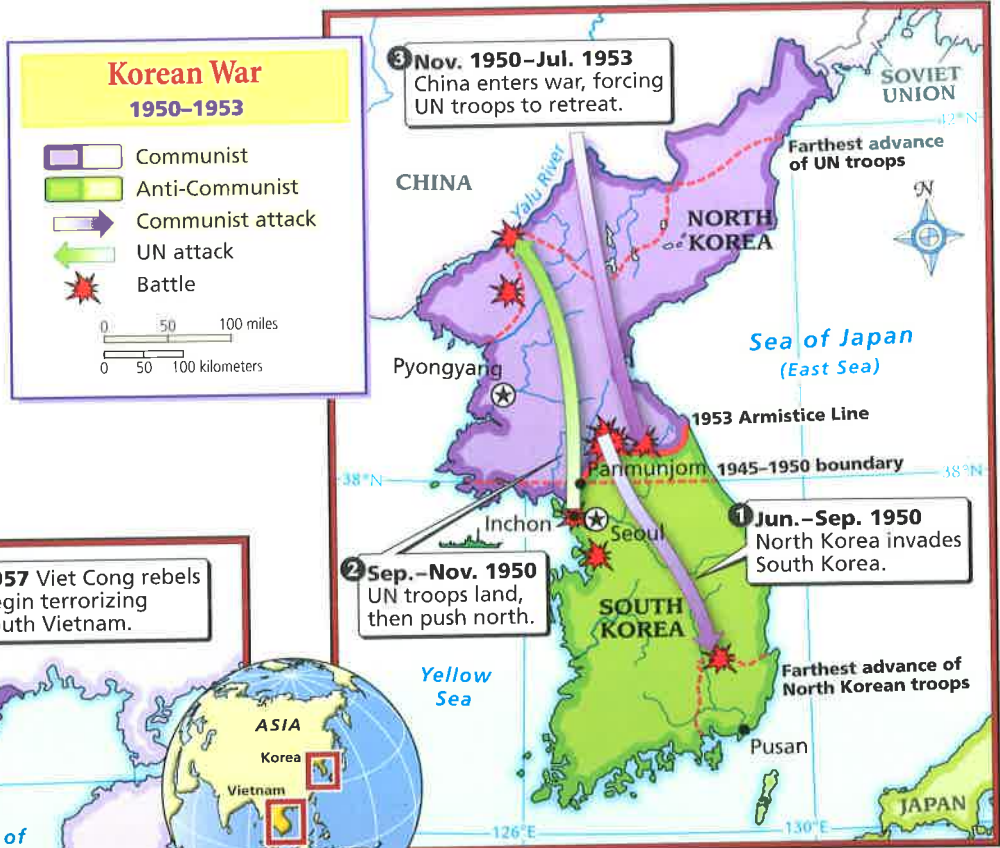 Korean War
1950–1953
Communist
Anti-Communist
Communist attack
UN attack
Battle
0 50 100 miles
0 50 100 kilometers
❸ Nov. 1950–Jul. 1953
China enters war, forcing
UN troops to retreat.
SOVIET
UNION
42°N
Farthest advance
of UN troops
N
CHINA
Yalu River
NORTH
KOREA
Sea of Japan
(East Sea)
Pyongyang
1953 Armistice Line
Panmunjom
1945–1950 boundary
38°N
38°N
Inchon
Seoul
❶ Jun.–Sep. 1950
North Korea invades
South Korea.
❷ Sep.–Nov. 1950
UN troops land,
then push north.
SOUTH
KOREA
Yellow
Sea
Farthest advance of
North Korean troops
Pusan
JAPAN
126°E
130°E
957 Viet Cong rebels
egin terrorizing
uth Vietnam.
ASIA
Korea
Vietnam
of